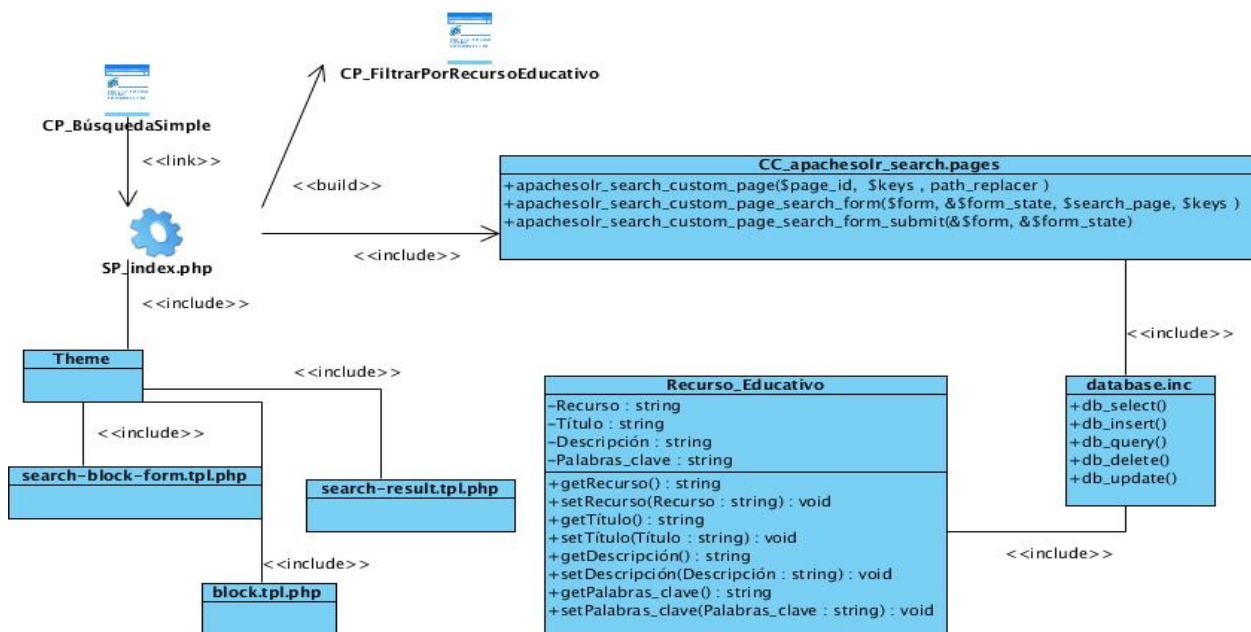 CP_FiltrarPorRecursoEducativo
CP_BúsquedaSimple
<<link>>
<<build>>
CC_apachesolr_search.pages
+apachesolr_search_custom_page($page_id, $keys , path_replacer )
+apachesolr_search_custom_page_search_form($form, &$form_state, $search_page, $keys )
+apachesolr_search_custom_page_search_form_submit(&$form, &$form_state)
<<include>>
SP_index.php
<<include>>
<<include>>
Theme
<<include>>
<<include>>
search-block-form.tpl.php
search-result.tpl.php
<<include>>
block.tpl.php
Recurso_Educativo
-Recurso : string
-Título : string
-Descripción : string
-Palabras_clave : string
+getRecurso() : string
+setRecurso(Recurso : string) : void
+getTítulo() : string
+setTítulo(Título : string) : void
+getDescripción() : string
+setDescripción(Descripción : string) : void
+getPalabras_clave() : string
+setPalabras_clave(Palabras_clave : string) : void
database.inc
+db_select()
+db_insert()
+db_query()
+db_delete()
+db_update()
<<include>>